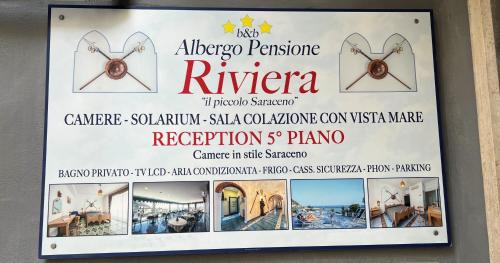 b&b
Albergo Pensione
Riviera
"il piccolo Saraceno"
CAMERE - SOLARIUM - SALA COLAZIONE CON VISTA MARE
RECEPTION 5° PIANO
Camere in stile Saraceno
BAGNO PRIVATO - TV LCD - ARIA CONDIZIONATA - FRIGO - CASS. SICUREZZA - PHON - PARKING